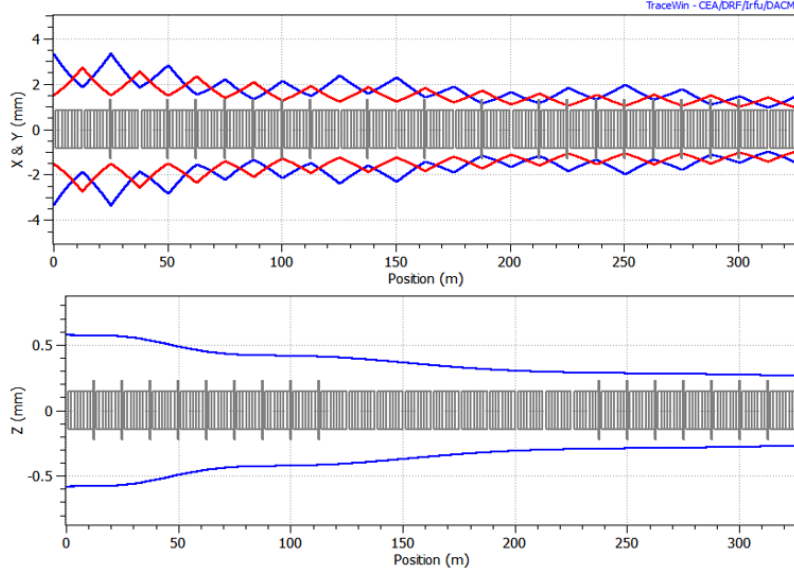 TraceWin - CEA/DRF/Irfu/DACM
4
2
0
-2
-4
X & Y (mm)
0 50 100 150 200 250 300
Position (m)
0.5
0
-0.5
Z (mm)
0 50 100 150 200 250 300
Position (m)